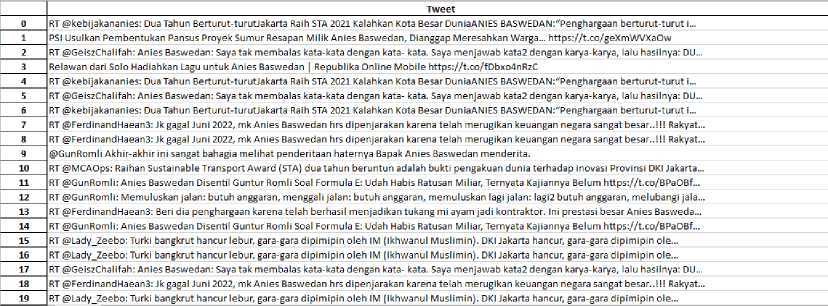 Tweet
0 RT @kebijakananies: Dua Tahun Berturut-turutJakarta Raih STA 2021 Kalahkan Kota Besar DuniaANIES BASWEDAN:"Penghargaan berturut-turut i...
1 PSI Usulkan Pembentukan Pansus Proyek Sumur Resapan Milik Anies Baswedan, Dianggap Meresahkan Warga... https://t.co/geXmWVXaOw
2 RT @GeiszChalifah: Anies Baswedan: Saya tak membalas kata-kata dengan kata- kata. Saya menjawab kata2 dengan karya-karya, lalu hasilnya: DU...
3 Relawan dari Solo Hadiahkan Lagu untuk Anies Baswedan | Republika Online Mobile https://t.co/fDbxo4nRzC
4 RT @kebijakananies: Dua Tahun Berturut-turutJakarta Raih STA 2021 Kalahkan Kota Besar DuniaANIES BASWEDAN:"Penghargaan berturut-turut i...
5 RT @GeiszChalifah: Anies Baswedan: Saya tak membalas kata-kata dengan kata- kata. Saya menjawab kata2 dengan karya-karya, lalu hasilnya: DU...
6 RT @kebijakananies: Dua Tahun Berturut-turutJakarta Raih STA 2021 Kalahkan Kota Besar DuniaANIES BASWEDAN:"Penghargaan berturut-turut i...
7 RT @FerdinandHaean3: Jk gagal Juni 2022, mk Anies Baswedan hrs dipenjarakan karena telah merugikan keuangan negara sangat besar..!!! Rakyat...
8 RT @FerdinandHaean3: Jk gagal Juni 2022, mk Anies Baswedan hrs dipenjarakan karena telah merugikan keuangan negara sangat besar..!!! Rakyat...
9 @GunRomli Akhir-akhir ini sangat bahagia melihat penderitaan haternya Bapak Anies Baswedan menderita.
10 RT @MCAOps: Raihan Sustainable Transport Award (STA) dua tahun beruntun adalah bukti pengakuan dunia terhadap inovasi Provinsi DKI Jakarta...
11 RT @GunRomli: Anies Baswedan Disentil Guntur Romli Soal Formula E: Udah Habis Ratusan Miliar, Ternyata Kajiannya Belum https://t.co/BPaOBf...
12 RT @GunRomli: Memuluskan jalan: butuh anggaran, menggali jalan: butuh anggaran, memuluskan lagi jalan: lagi2 butuh anggaran, melubangi jala...
13 RT @FerdinandHaean3: Beri dia penghargaan karena telah berhasil menjadikan tukang mi ayam jadi kontraktor. Ini prestasi besar Anies Basweda...
14 RT @GunRomli: Anies Baswedan Disentil Guntur Romli Soal Formula E: Udah Habis Ratusan Miliar, Ternyata Kajiannya Belum https://t.co/BPaOBf...
15 RT @Lady_Zeebo: Turki bangkrut hancur lebur, gara-gara dipimipin oleh IM (Ikhwanul Muslimin). DKI Jakarta hancur, gara-gara dipimipin ole...
16 RT @Lady_Zeebo: Turki bangkrut hancur lebur, gara-gara dipimipin oleh IM (Ikhwanul Muslimin). DKI Jakarta hancur, gara-gara dipimipin ole...
17 RT @GeiszChalifah: Anies Baswedan: Saya tak membalas kata-kata dengan kata- kata. Saya menjawab kata2 dengan karya-karya, lalu hasilnya: DU...
18 RT @FerdinandHaean3: Jk gagal Juni 2022, mk Anies Baswedan hrs dipenjarakan karena telah merugikan keuangan negara sangat besar..!!! Rakyat...
19 RT @Lady_Zeebo: Turki bangkrut hancur lebur, gara-gara dipimipin oleh IM (Ikhwanul Muslimin). DKI Jakarta hancur, gara-gara dipimipin ole...